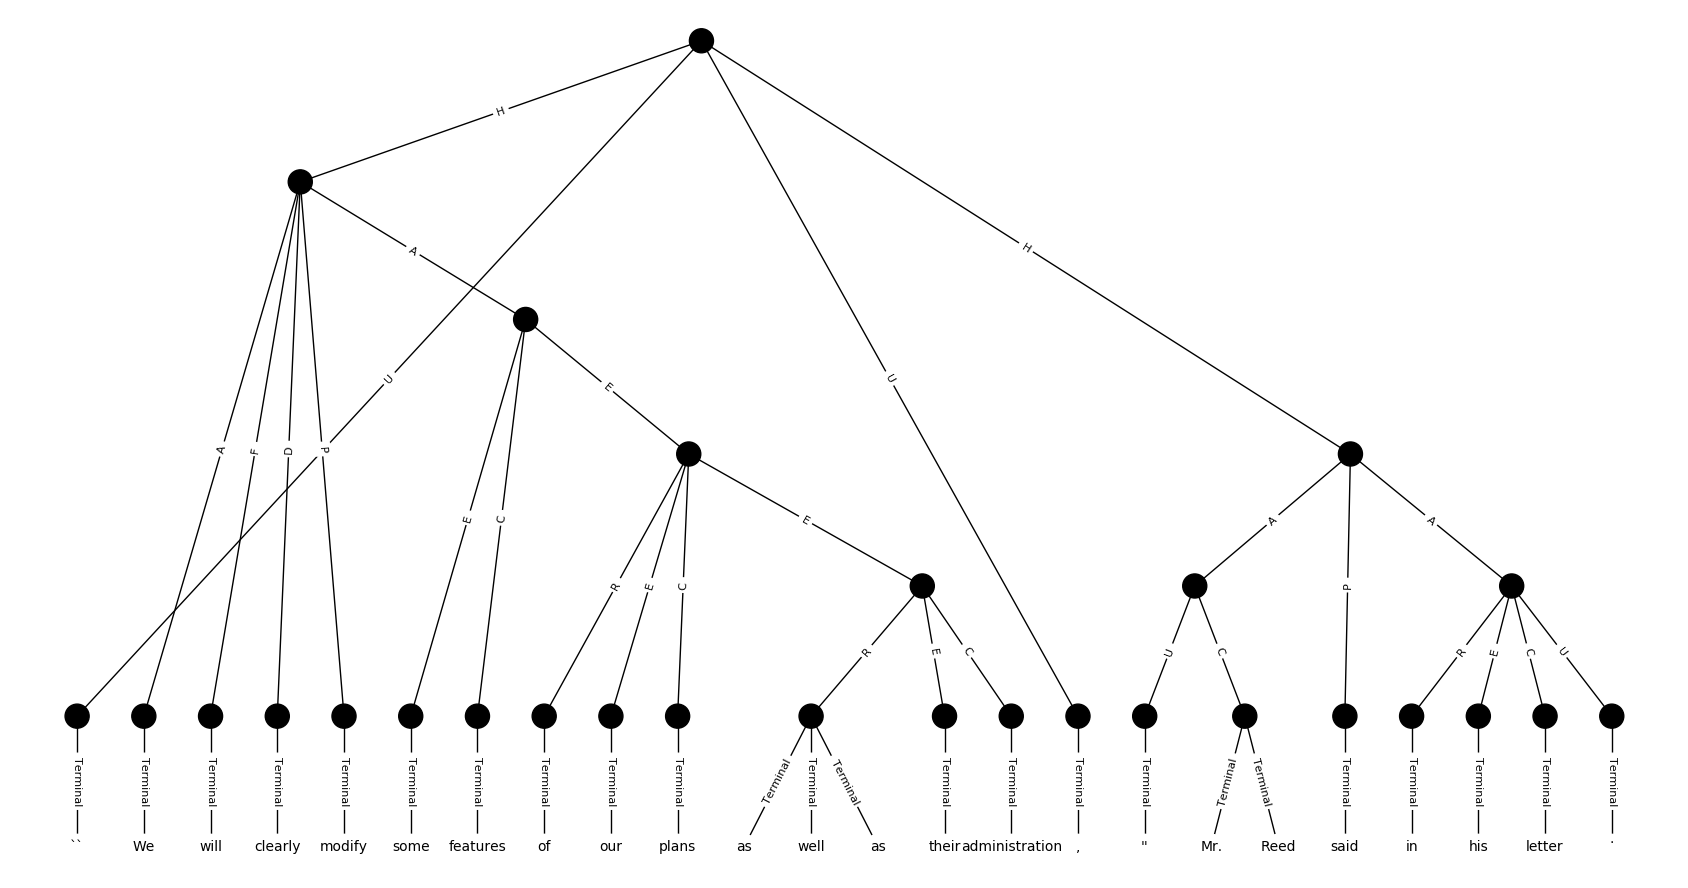 H
A
H
U
U
E
A
F
D
P
E
C
E
A
A
R
E
C
P
R
E
C
U
C
R
E
C
U
Terminal Terminal Terminal Terminal Terminal Terminal Terminal Terminal Terminal Terminal Terminal Terminal Terminal Terminal Terminal Terminal Terminal Terminal Terminal Terminal Terminal Terminal Terminal Terminal
`` We will clearly modify some features of our plans as well as their administration , " Mr. Reed said in his letter .